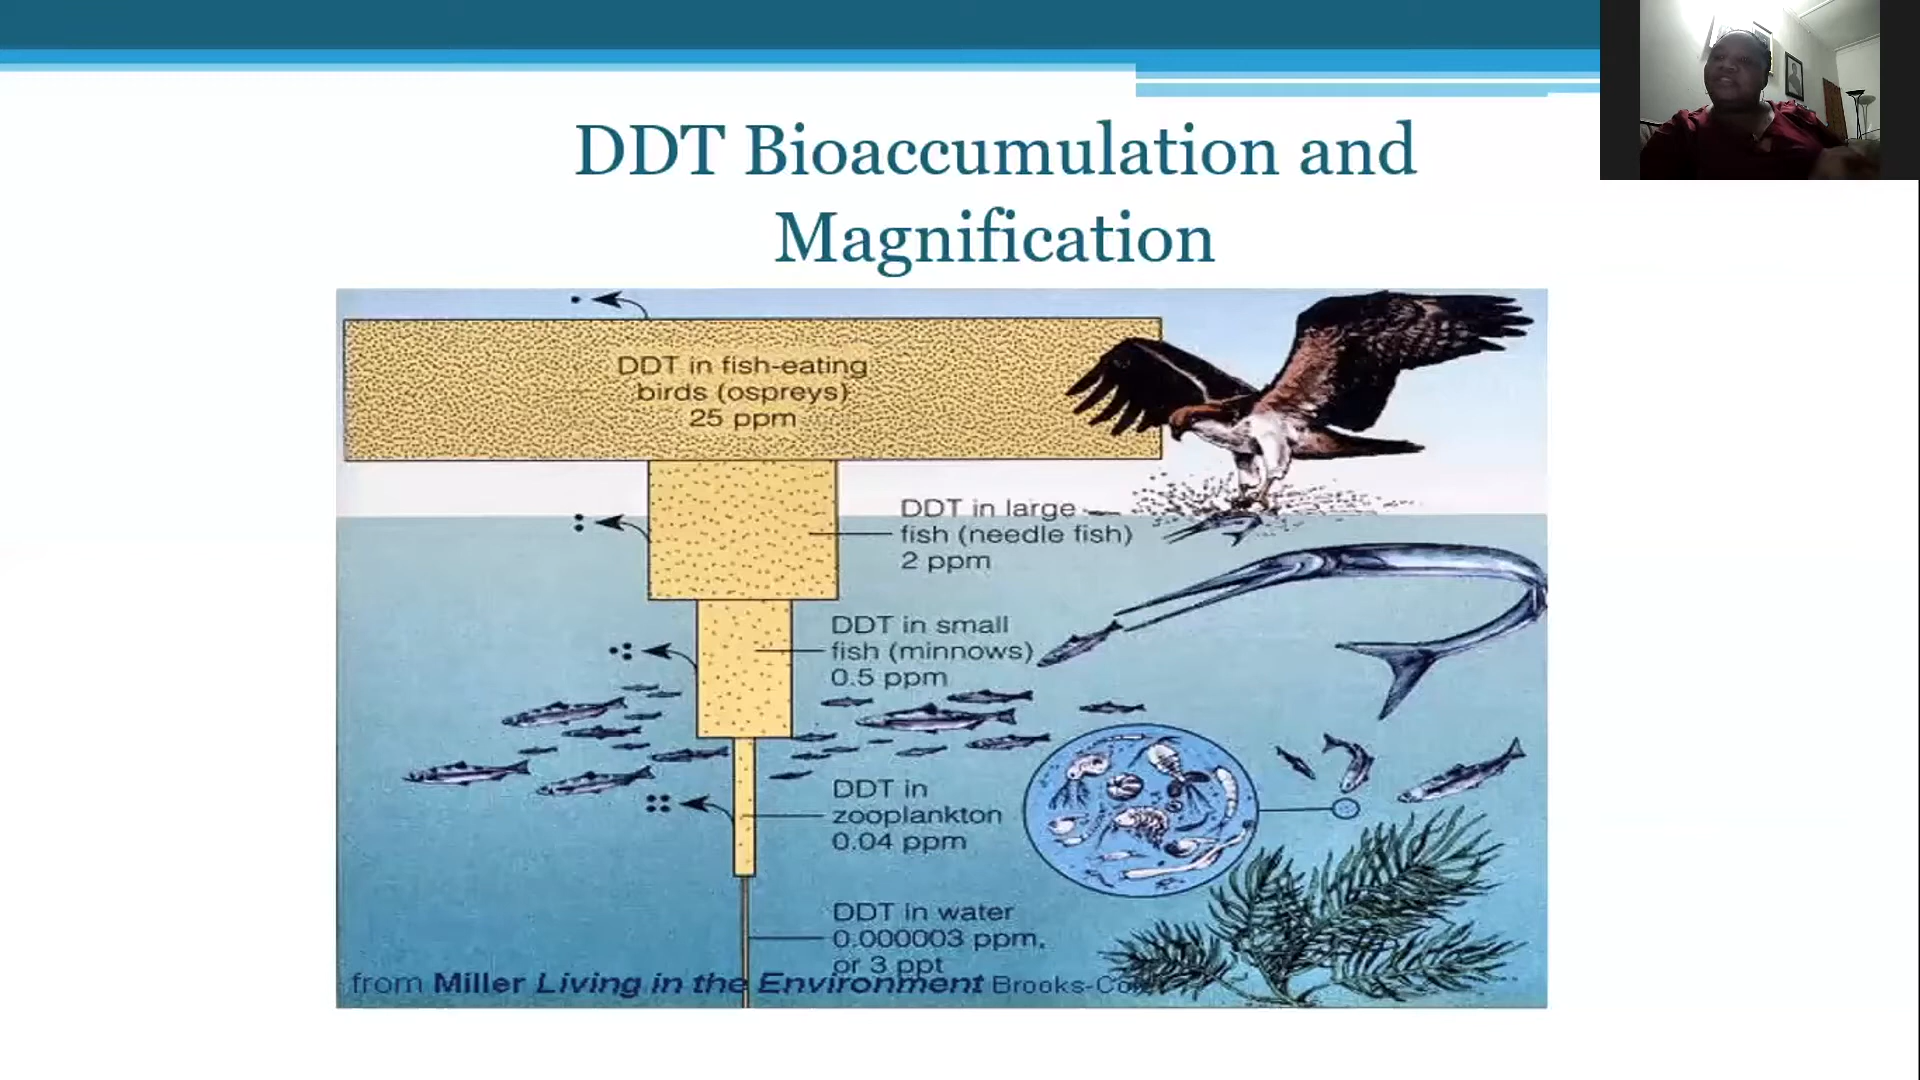 DDT Bioaccumulation and
Magnification
DDT in fish-eating
birds (ospreys)
25 ppm
DDT in large
fish (needle fish)
2 ppm
DDT in small
fish (minnows)
0.5 ppm
DDT in
zooplankton
0.04 ppm
DDT in water
0.000003 ppm,
or 3 ppt
from Miller Living in the Environment